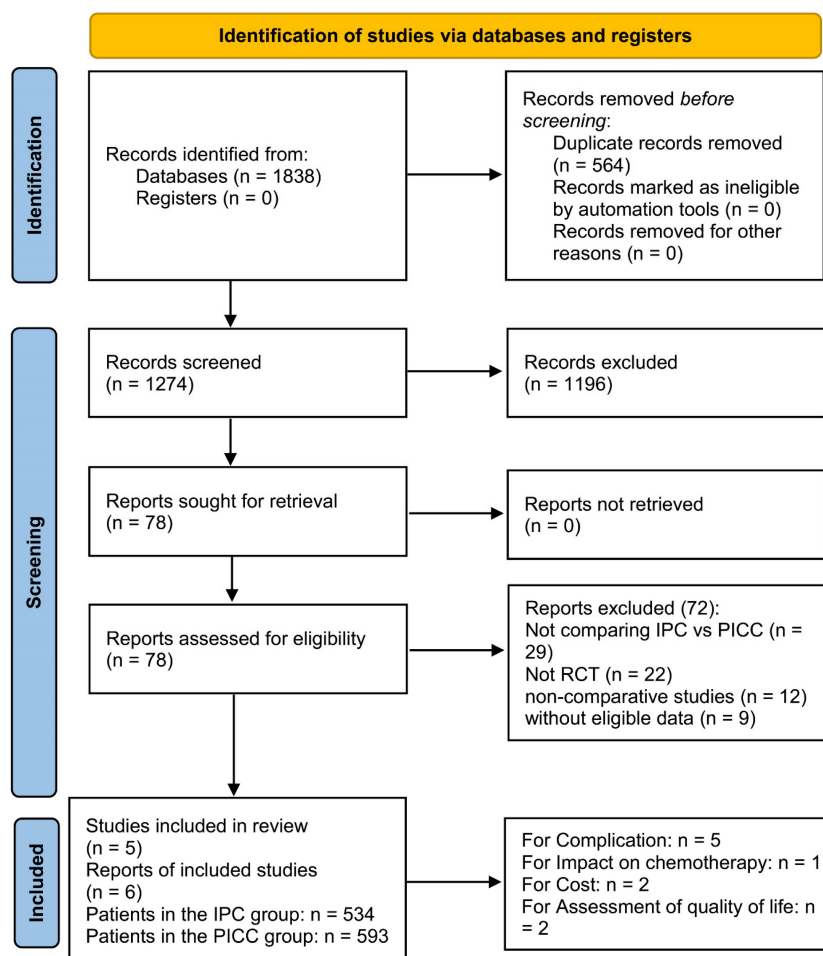 Identification of studies via databases and registers
Identification
Records identified from:
Databases (n = 1838)
Registers (n = 0)
Records removed before
screening:
Duplicate records removed
(n = 564)
Records marked as ineligible
by automation tools (n = 0)
Records removed for other
reasons (n = 0)
Screening
Records screened
(n = 1274)
Records excluded
(n = 1196)
Reports sought for retrieval
(n = 78)
Reports not retrieved
(n = 0)
Reports assessed for eligibility
(n = 78)
Reports excluded (72):
Not comparing IPC vs PICC (n =
29)
Not RCT (n = 22)
non-comparative studies (n = 12)
without eligible data (n = 9)
Included
Studies included in review
(n = 5)
Reports of included studies
(n = 6)
Patients in the IPC group: n = 534
Patients in the PICC group: n = 593
For Complication: n = 5
For Impact on chemotherapy: n = 1
For Cost: n = 2
For Assessment of quality of life: n
= 2